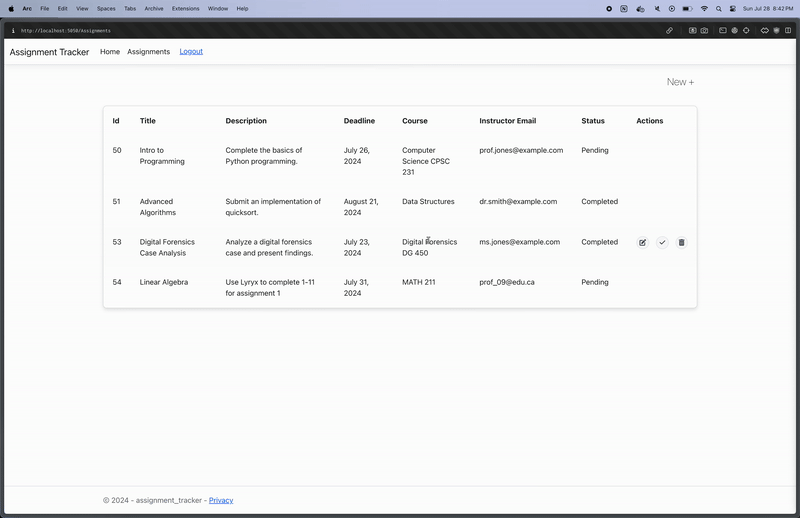 Arc File Edit View Spaces Tabs Archive Extensions Window Help Sun Jul 28 8:42 PM
http://localhost:5050/Assignments
Assignment Tracker Home Assignments Logout
New +
Id Title Description Deadline Course Instructor Email Status Actions
50 Intro to Complete the basics of July 26, Computer prof.jones@example.com Pending
Programming Python programming. 2024 Science CPSC
231
51 Advanced Submit an implementation of August 21, Data Structures dr.smith@example.com Completed
Algorithms quicksort. 2024
53 Digital Forensics Analyze a digital forensics July 23, Digital Forensics ms.jones@example.com Completed
Case Analysis case and present findings. 2024 DG 450
54 Linear Algebra Use Lyryx to complete 1-11 July 31, MATH 211 prof_09@edu.ca Pending
for assignment 1 2024
© 2024 - assignment_tracker - Privacy